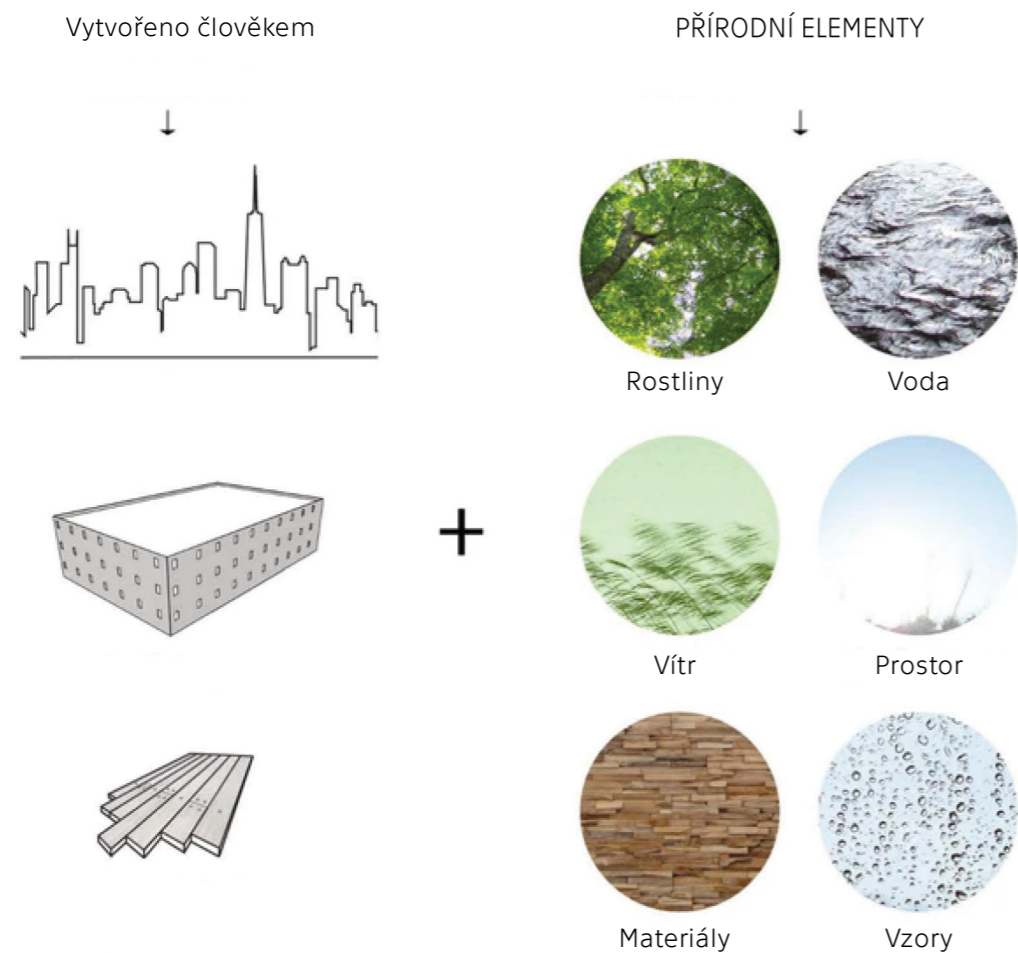 Vytvořeno člověkem
PŘÍRODNÍ ELEMENTY
Rostliny
Voda
+
Vítr
Prostor
Materiály
Vzory